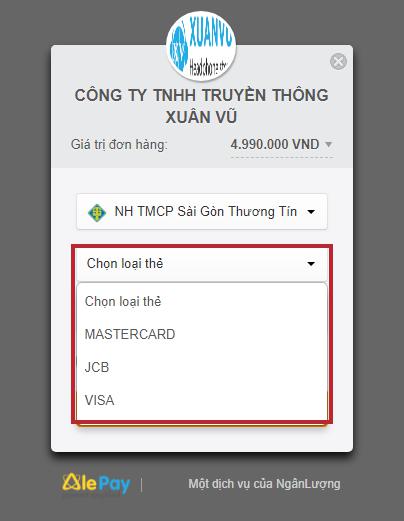 XUANVU
Headphone
CÔNG TY TNHH TRUYỀN THÔNG
XUÂN VŨ
Giá trị đơn hàng: 4.990.000 VND
NH TMCP Sài Gòn Thương Tín
Chọn loại thẻ
Chọn loại thẻ
MASTERCARD
JCB
VISA
AlePay | Một dịch vụ của NgânLượng